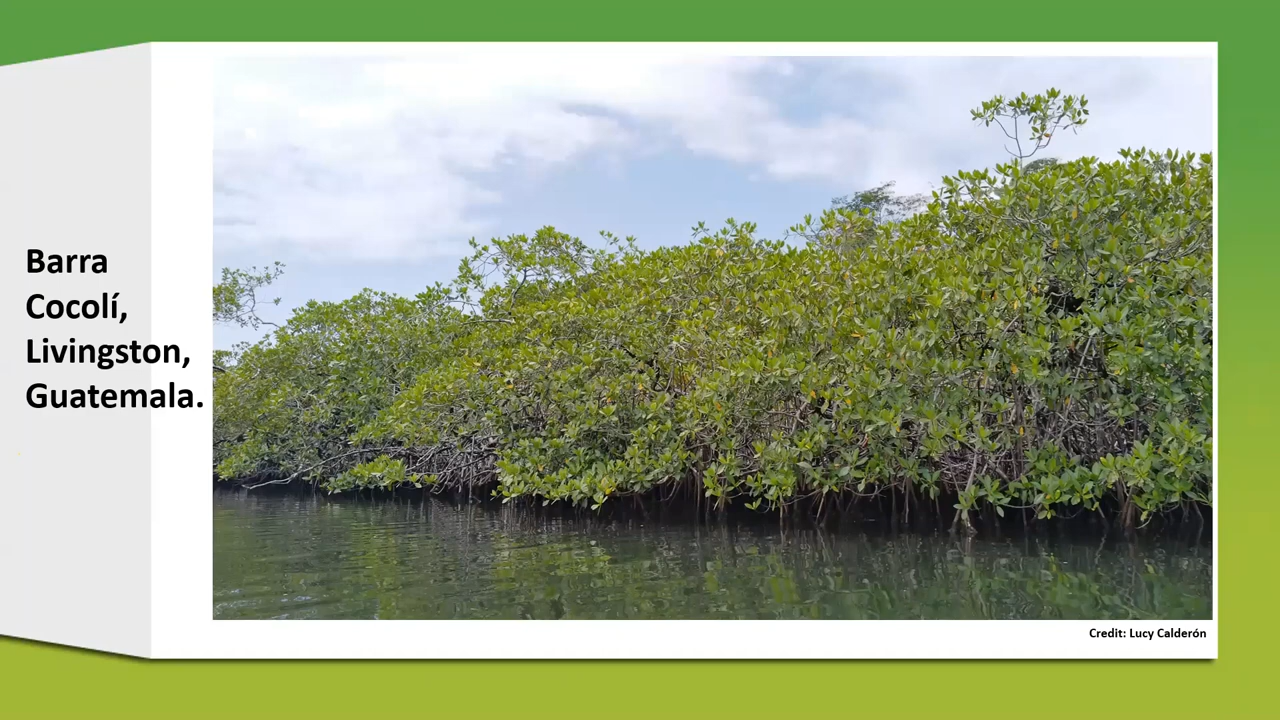 Barra
Cocolí,
Livingston,
Guatemala.
Credit: Lucy Calderón